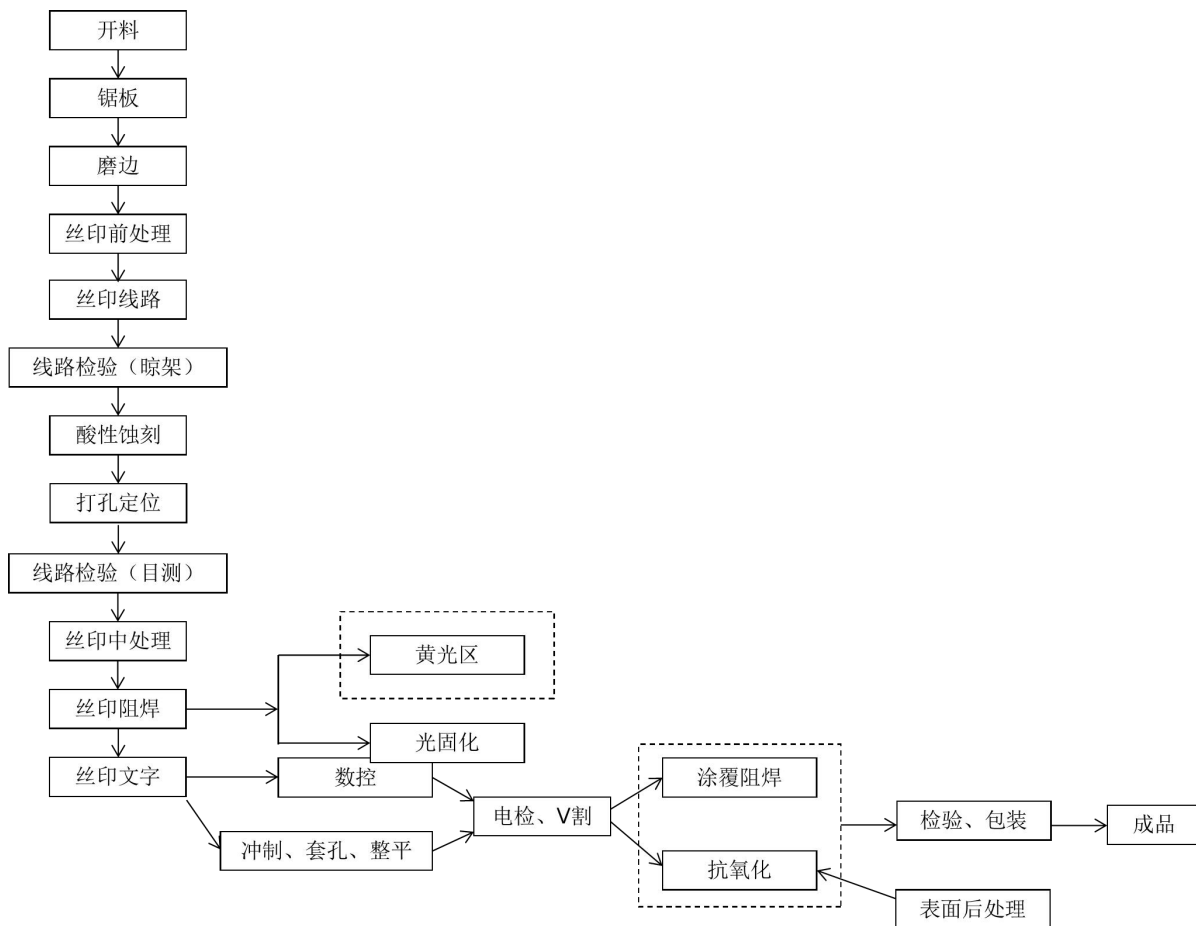 开料
锯板
磨边
丝印前处理
丝印线路
线路检验（晾架）
酸性蚀刻
打孔定位
线路检验（目测）
丝印中处理
黄光区
丝印阻焊
光固化
丝印文字
数控
涂覆阻焊
电检、V割
检验、包装
成品
冲制、套孔、整平
抗氧化
表面后处理